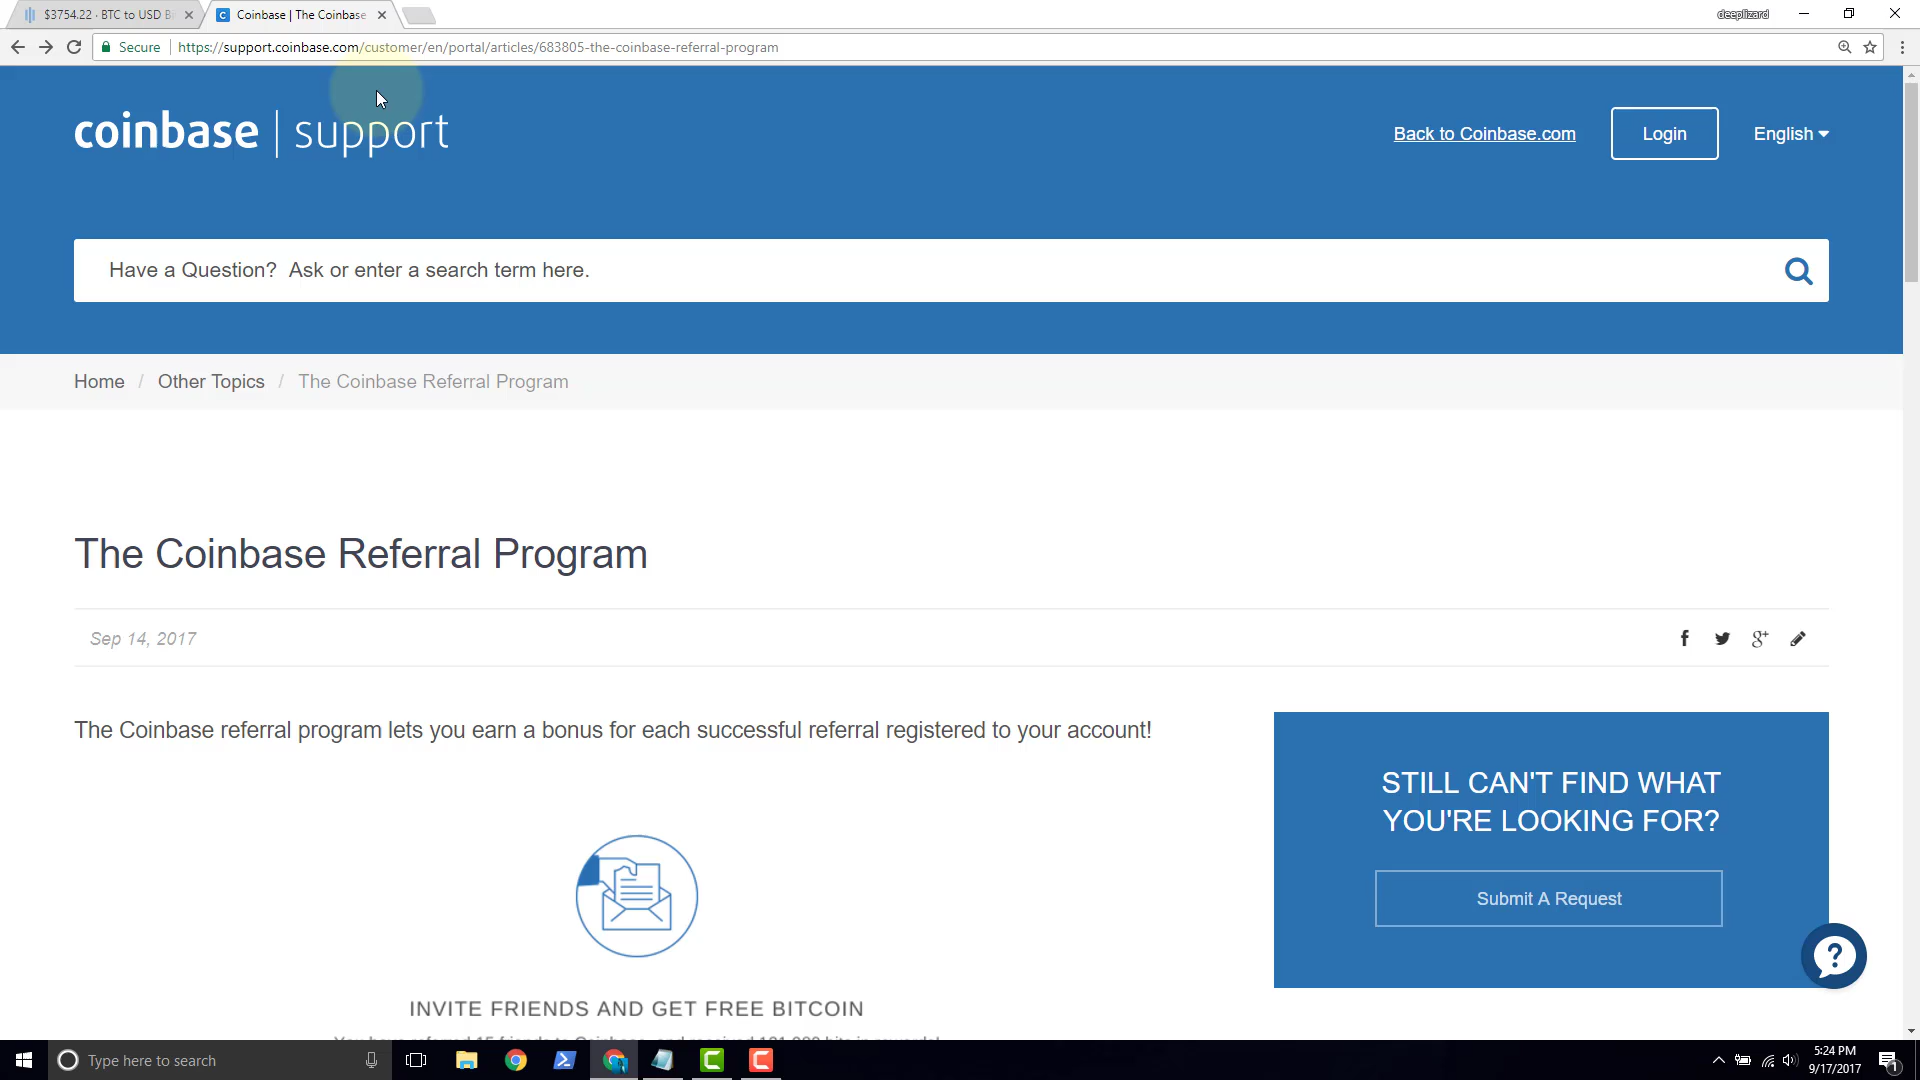 $3754.22 · BTC to USD B
Coinbase | The Coinbase
deeplizard
Secure
https://support.coinbase.com/customer/en/portal/articles/683805-the-coinbase-referral-program
coinbase | support
Back to Coinbase.com
Login
English
Have a Question? Ask or enter a search term here.
Home / Other Topics / The Coinbase Referral Program
The Coinbase Referral Program
Sep 14, 2017
The Coinbase referral program lets you earn a bonus for each successful referral registered to your account!
STILL CAN'T FIND WHAT
YOU'RE LOOKING FOR?
Submit A Request
INVITE FRIENDS AND GET FREE BITCOIN
Type here to search
5:24 PM
9/17/2017
1